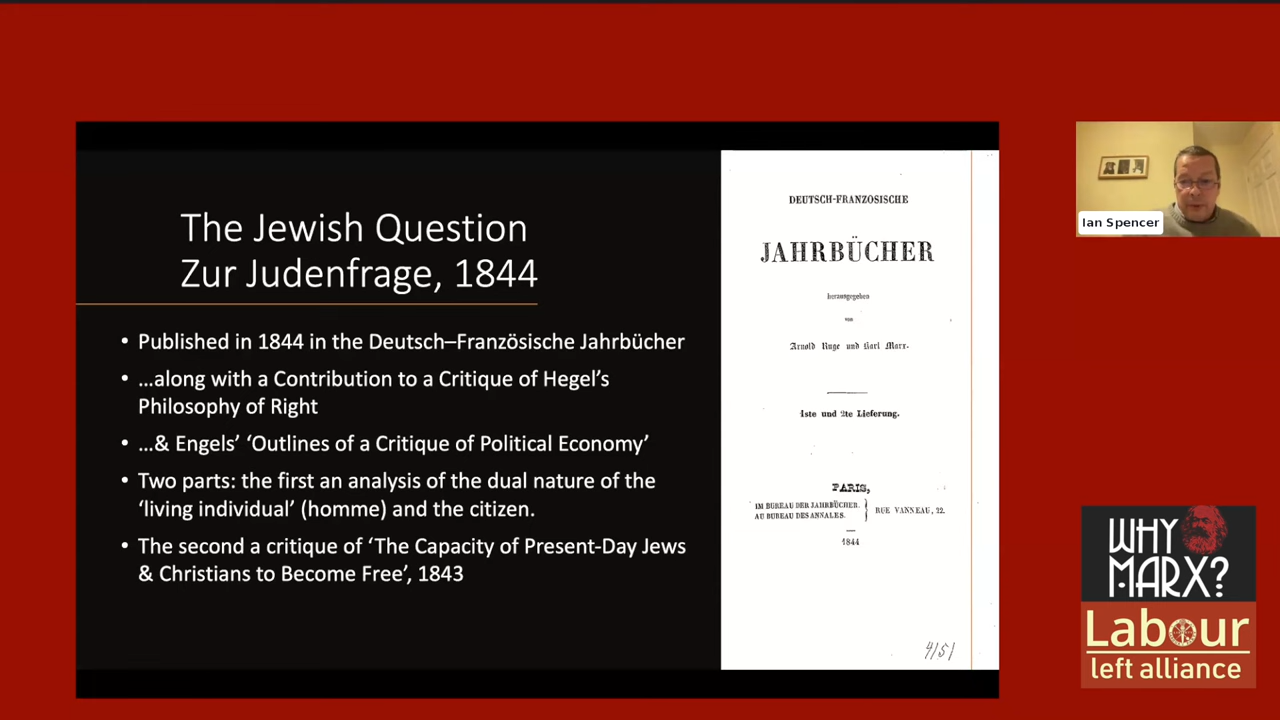 The Jewish Question
Zur Judenfrage, 1844
• Published in 1844 in the Deutsch–Französische Jahrbücher
• …along with a Contribution to a Critique of Hegel's
Philosophy of Right
• …& Engels' 'Outlines of a Critique of Political Economy'
• Two parts: the first an analysis of the dual nature of the
'living individual' (homme) and the citizen.
• The second a critique of 'The Capacity of Present-Day Jews
& Christians to Become Free', 1843
DEUTSCH-FRANZOSISCHE
JAHRBÜCHER
herausgegeben
von
Arnold Ruge und Karl Marx.
1ste und 2te Lieferung.
PARIS,
IM BUREAU DER JAHRBÜCHER.
AU BUREAU DES ANNALES.
RUE VANNEAU, 22.
1844
4/5/
Ian Spencer
WHY
MARX?
Labour
left alliance